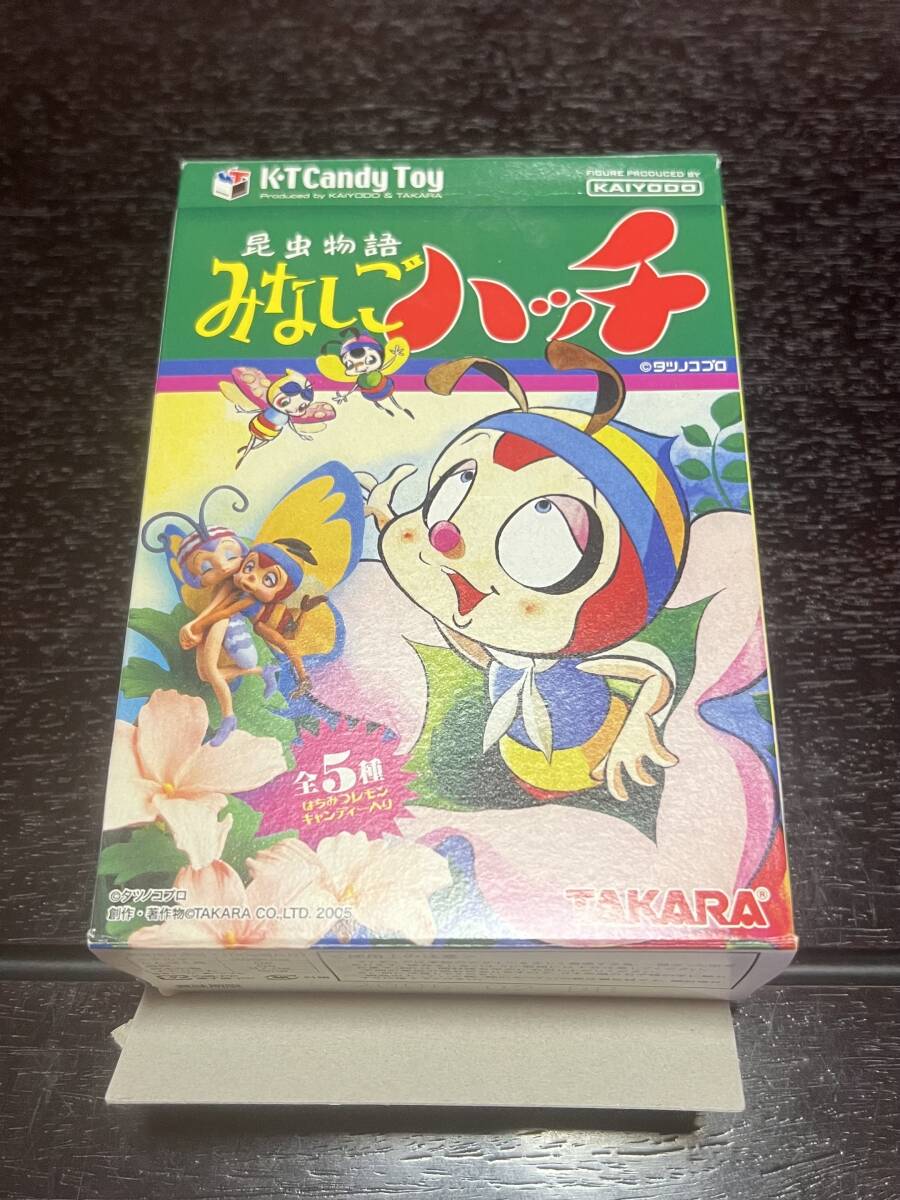 K・T Candy Toy
Produced by KAIYODO & TAKARA
FIGURE PRODUCED BY
KAIYODO
昆虫物語
みなしごハッチ
©タツノコプロ
全5種
はちみつレモン
キャンディー入り
©タツノコプロ
創作・著作物©TAKARA CO.,LTD. 2005
TAKARA®